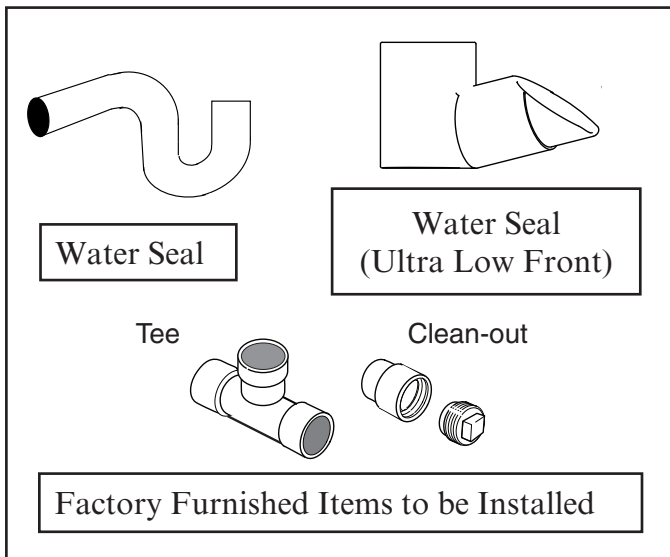 Water Seal
Water Seal
(Ultra Low Front)
Tee
Clean-out
Factory Furnished Items to be Installed